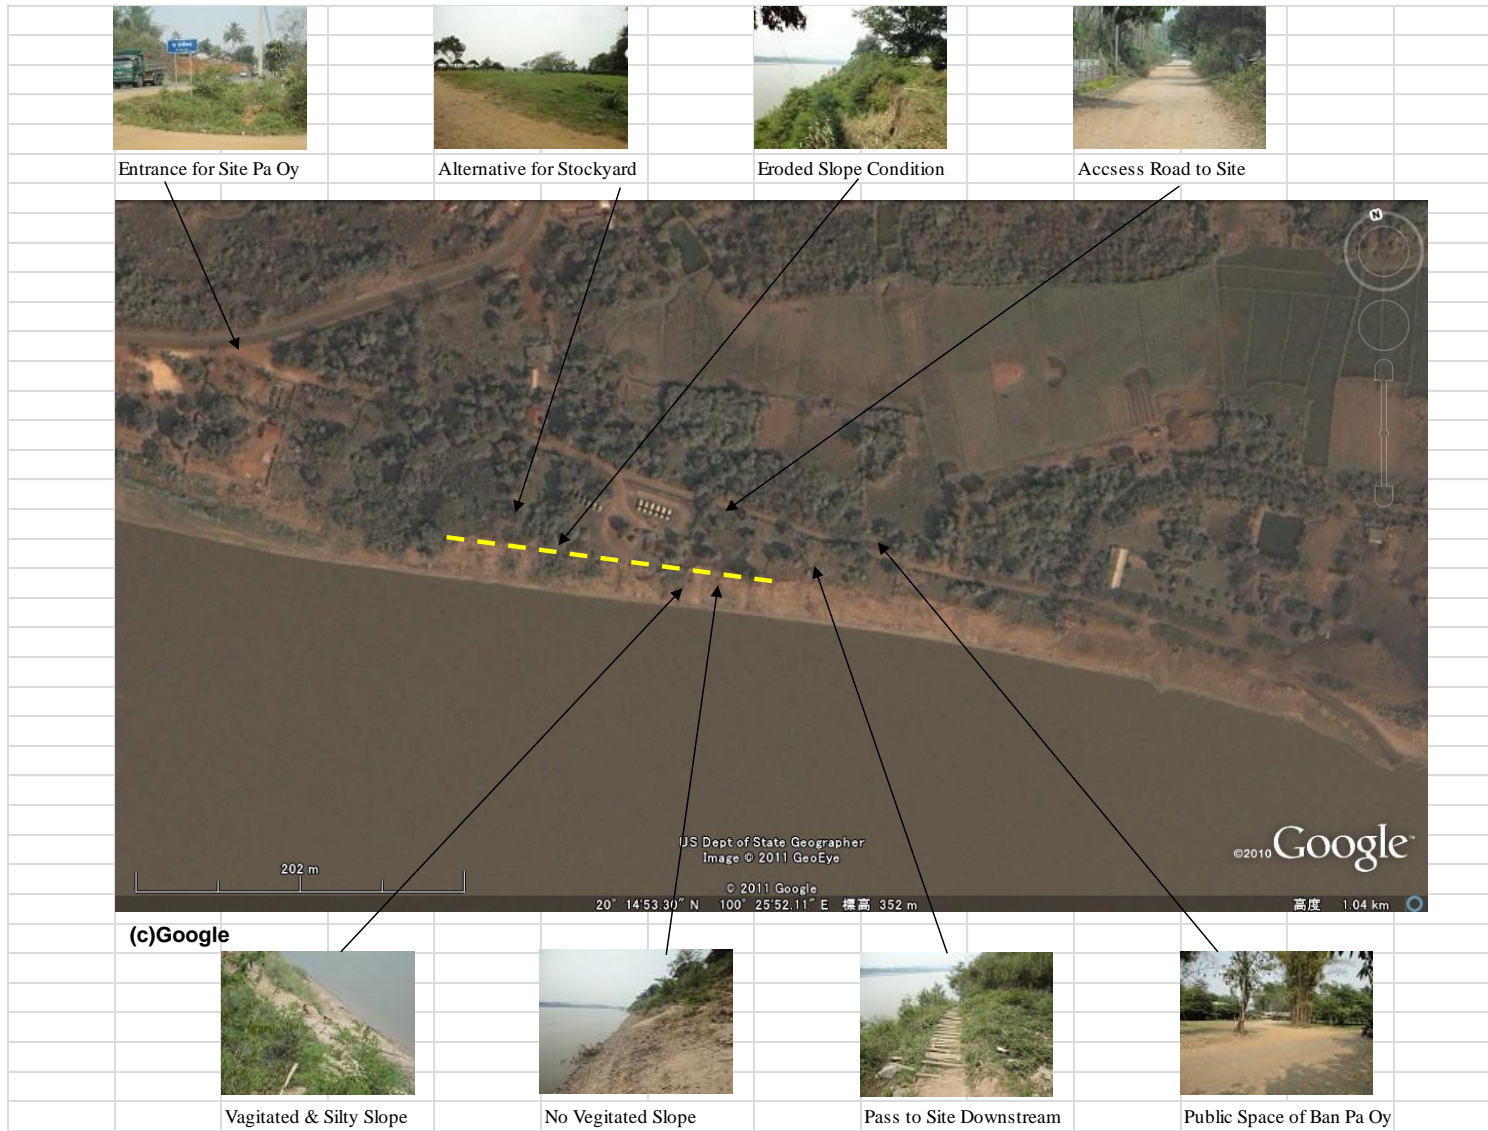 Entrance for Site Pa Oy
Alternative for Stockyard
Eroded Slope Condition
Accsess Road to Site
N
202 m
US Dept of State Geographer
Image © 2011 GeoEye
© 2011 Google
©2010 Google™
20° 14'53.30" N 100° 25'52.11" E 標高 352 m
高度 1.04 km
(c)Google
Vagitated & Silty Slope
No Vegitated Slope
Pass to Site Downstream
Public Space of Ban Pa Oy